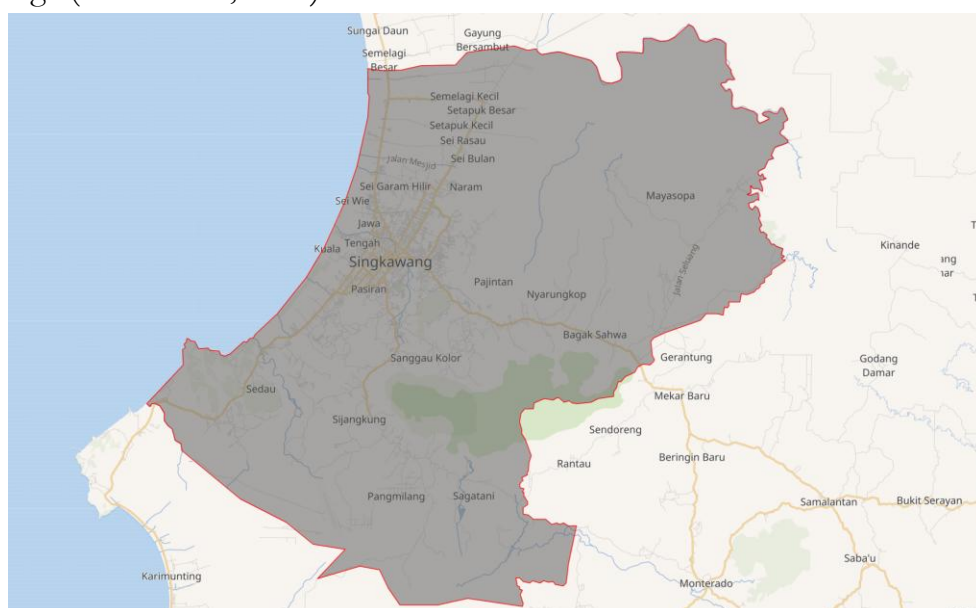 Sungai Daun
Gayung
Bersambut
Semelagi
Besar
Semelagi Kecil
Setapuk Besar
Setapuk Kecil
Sei Rasau
Jalan Mesjid
Sei Bulan
Sei Garam Hilir
Naram
Sei Wie
Mayasopa
Jawa
Kuala
Tengah
Kinande
Singkawang
Jalan Seluang
Pasiran
Pajintan
Nyarungkop
Bagak Sahwa
Sanggau Kolor
Gerantung
Godang
Damar
Sedau
Mekar Baru
Sijangkung
Sendoreng
Rantau
Beringin Baru
Pangmilang
Sagatani
Samalantan
Bukit Serayan
Saba'u
Karimunting
Monterado